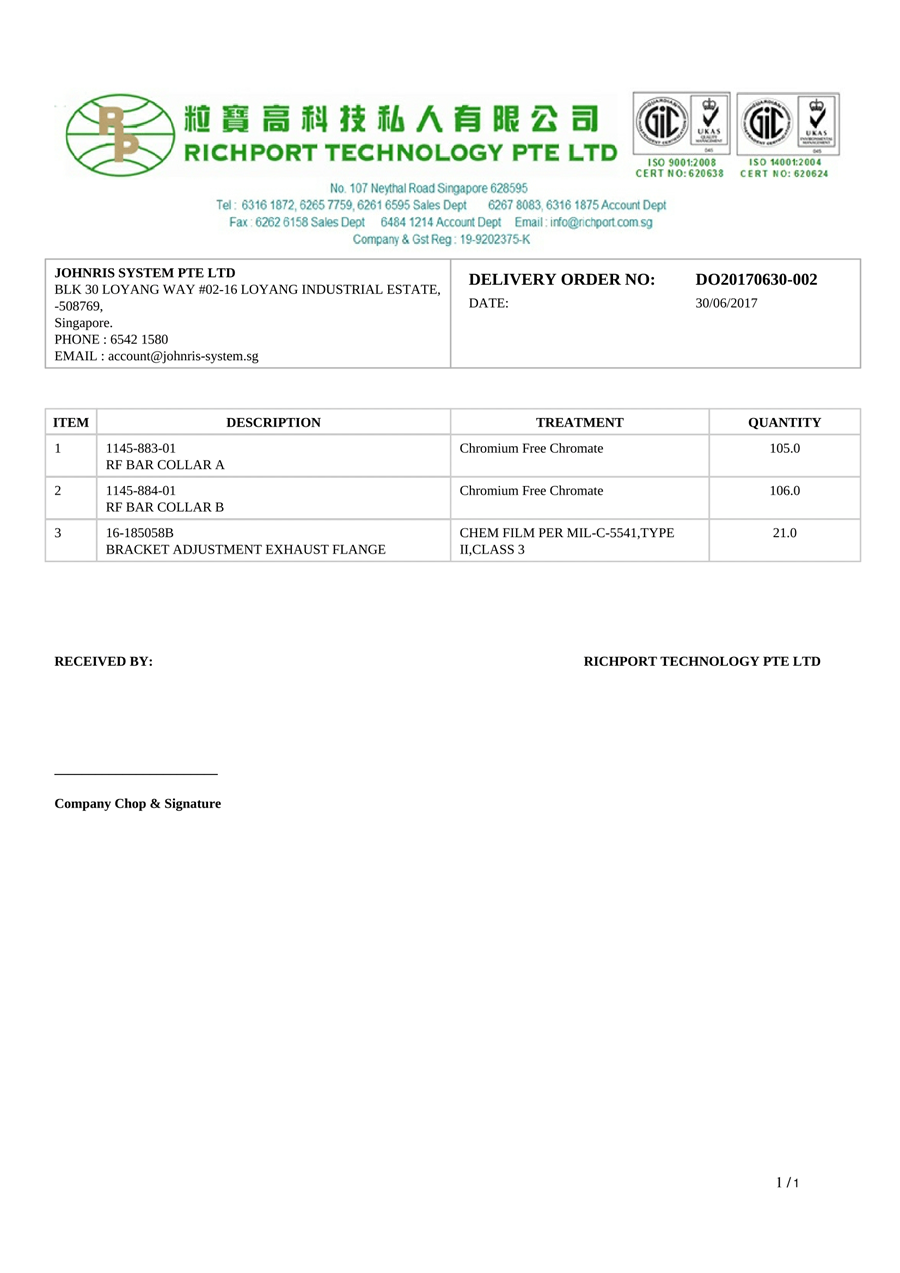 RP
粒寶高科技私人有限公司
RICHPORT TECHNOLOGY PTE LTD
GIC
UKAS
QUALITY
MANAGEMENT
045
ISO 9001:2008
CERT NO: 620638
GIC
UKAS
ENVIRONMENTAL
MANAGEMENT
045
ISO 14001:2004
CERT NO: 620624
No. 107 Neythal Road Singapore 628595
Tel : 6316 1872, 6265 7759, 6261 6595 Sales Dept 6267 8083, 6316 1875 Account Dept
Fax : 6262 6158 Sales Dept 6484 1214 Account Dept Email : info@richport.com.sg
Company & Gst Reg : 19-9202375-K
JOHNRIS SYSTEM PTE LTD
BLK 30 LOYANG WAY #02-16 LOYANG INDUSTRIAL ESTATE,
-508769,
Singapore.
PHONE : 6542 1580
EMAIL : account@johnris-system.sg
DELIVERY ORDER NO: DO20170630-002
DATE: 30/06/2017
ITEM DESCRIPTION TREATMENT QUANTITY
1 1145-883-01 Chromium Free Chromate 105.0
RF BAR COLLAR A
2 1145-884-01 Chromium Free Chromate 106.0
RF BAR COLLAR B
3 16-185058B CHEM FILM PER MIL-C-5541,TYPE 21.0
BRACKET ADJUSTMENT EXHAUST FLANGE II,CLASS 3
RECEIVED BY: RICHPORT TECHNOLOGY PTE LTD
Company Chop & Signature
1 / 1